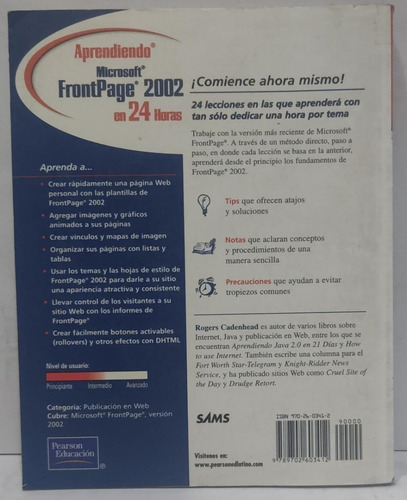 Aprendiendo®
Microsoft®
FrontPage® 2002
en 24 Horas
Aprenda a...
• Crear rápidamente una página Web
personal con las plantillas de
FrontPage® 2002
• Agregar imágenes y gráficos
animados a sus páginas
• Crear vínculos y mapas de imagen
• Organizar sus páginas con listas y
tablas
• Usar los temas y las hojas de estilo de
FrontPage® 2002 para darle a su sitio
una apariencia atractiva y consistente
• Llevar control de los visitantes a su
sitio Web con los informes de
FrontPage®
• Crear fácilmente botones activables
(rollovers) y otros efectos con DHTML
Nivel de usuario:
Principiante Intermedio Avanzado
Categoría: Publicación en Web
Cubre: Microsoft® FrontPage®, versión
2002
Pearson
Educación
®
¡Comience ahora mismo!
24 lecciones en las que aprenderá con
tan sólo dedicar una hora por tema
Trabaje con la versión más reciente de Microsoft®
FrontPage®. A través de un método directo, paso a
paso, en donde cada lección se basa en la anterior,
aprenderá desde el principio los fundamentos de
FrontPage® 2002.
Tips que ofrecen atajos
y soluciones
Notas que aclaran conceptos
y procedimientos de una
manera sencilla
Precauciones que ayudan a evitar
tropiezos comunes
Rogers Cadenhead es autor de varios libros sobre
Internet, Java y publicación en Web, entre los que se
encuentran Aprendiendo Java 2.0 en 21 Días y How
to use Internet. También escribe una columna para el
Fort Worth Star-Telegram y Knight-Ridder News
Service, y ha publicado sitios Web como Cruel Site of
the Day y Drudge Retort.
SAMS
Visítenos en:
www.pearsonedlatino.com
ISBN 970-26-0341-2
90000
9 789702 603412